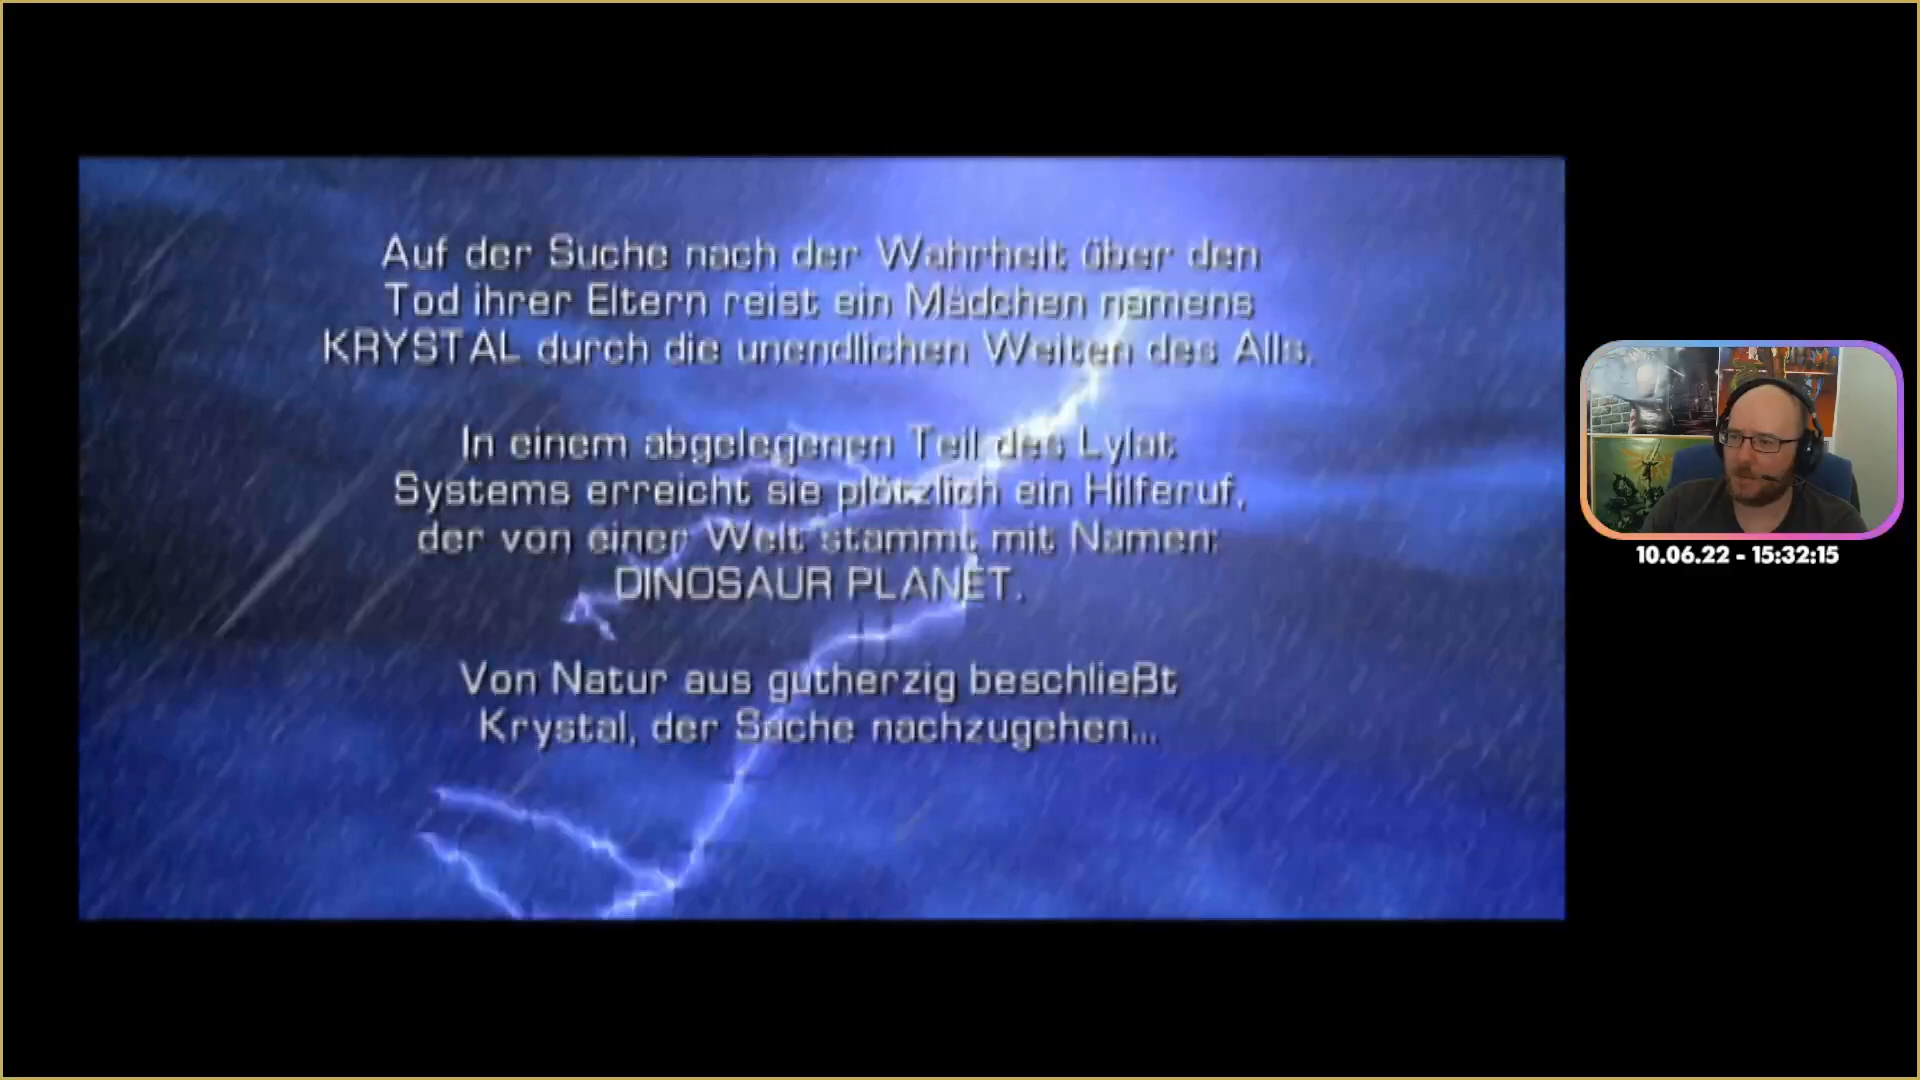 Auf der Suche nach der Wahrheit über den
Tod ihrer Eltern reist ein Mädchen namens
KRYSTAL durch die unendlichen Weiten des Alls.
In einem abgelegenen Teil des Lylat
Systems erreicht sie plötzlich ein Hilferuf,
der von einer Welt stammt mit Namen:
DINOSAUR PLANET.
Von Natur aus gutherzig beschließt
Krystal, der Sache nachzugehen...
10.06.22 - 15:32:15